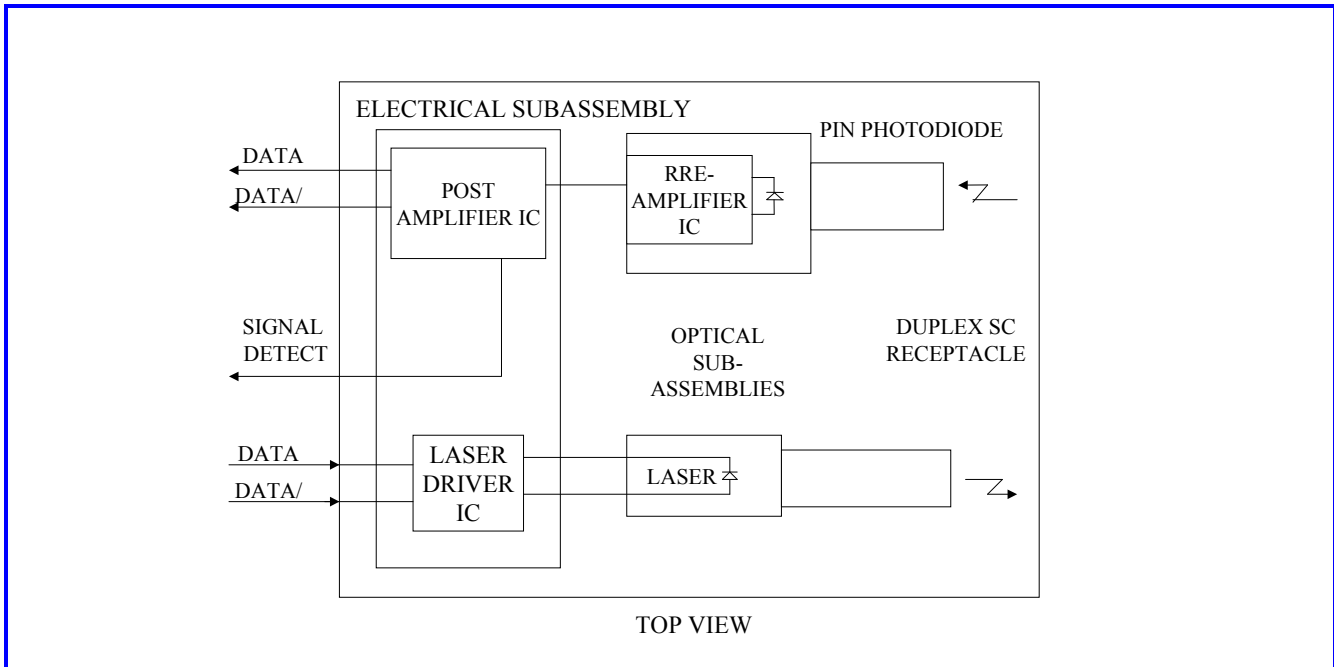 ELECTRICAL SUBASSEMBLY
PIN PHOTODIODE
DATA
DATA/
POST
AMPLIFIER IC
RRE-
AMPLIFIER
IC
SIGNAL
DETECT
OPTICAL
SUB-
ASSEMBLIES
DUPLEX SC
RECEPTACLE
DATA
DATA/
LASER
DRIVER
IC
LASER
TOP VIEW